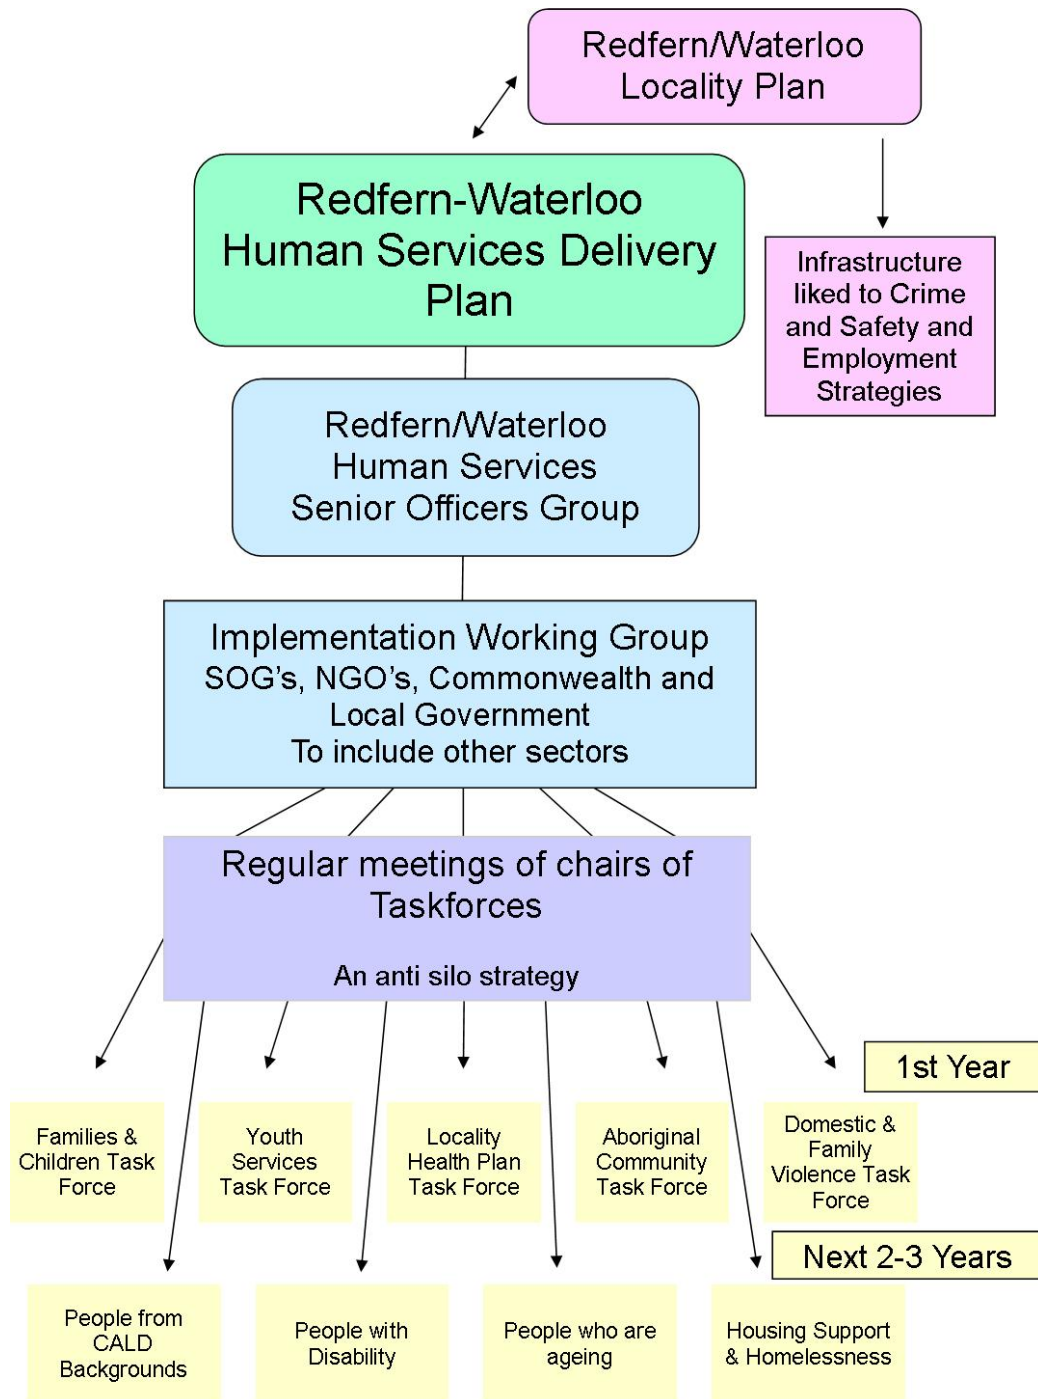 Redfern/Waterloo
Locality Plan
Redfern-Waterloo
Human Services Delivery
Plan
Infrastructure
liked to Crime
and Safety and
Employment
Strategies
Redfern/Waterloo
Human Services
Senior Officers Group
Implementation Working Group
SOG's, NGO's, Commonwealth and
Local Government
To include other sectors
Regular meetings of chairs of
Taskforces
An anti silo strategy
1st Year
Families &
Children Task
Force
Youth
Services
Task Force
Locality
Health Plan
Task Force
Aboriginal
Community
Task Force
Domestic &
Family
Violence Task
Force
Next 2-3 Years
People from
CALD
Backgrounds
People with
Disability
People who are
ageing
Housing Support
& Homelessness